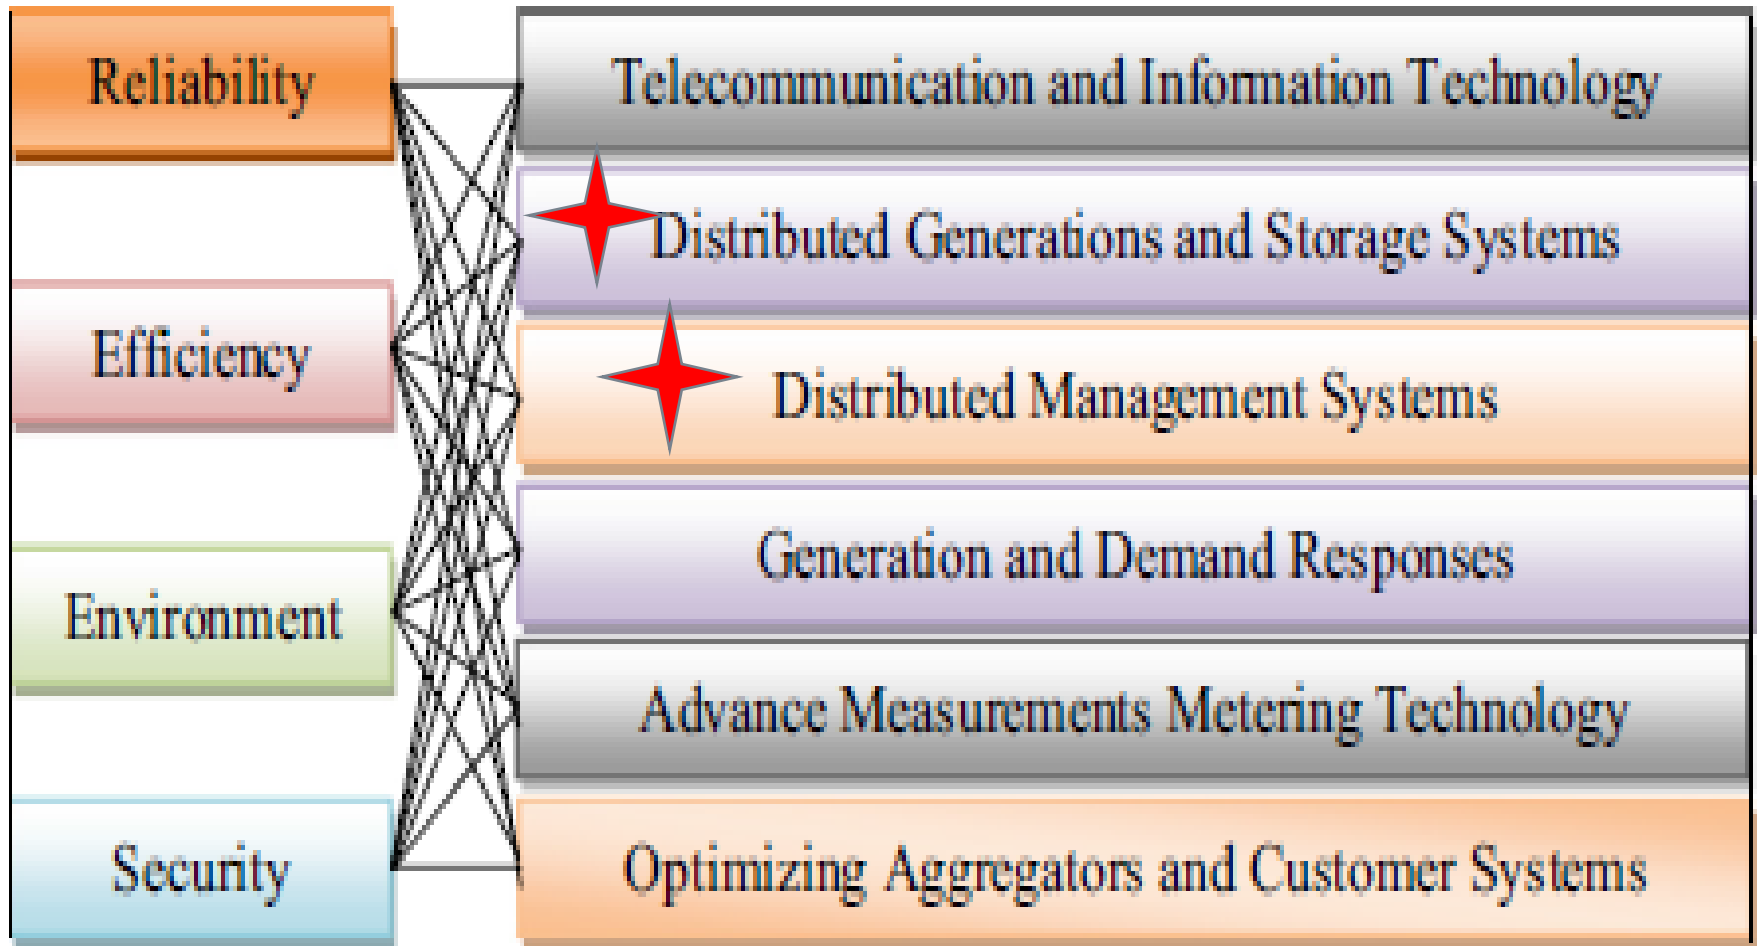 Reliability
Telecommunication and Information Technology
Distributed Generations and Storage Systems
Efficiency
Distributed Management Systems
Generation and Demand Responses
Environment
Advance Measurements Metering Technology
Security
Optimizing Aggregators and Customer Systems